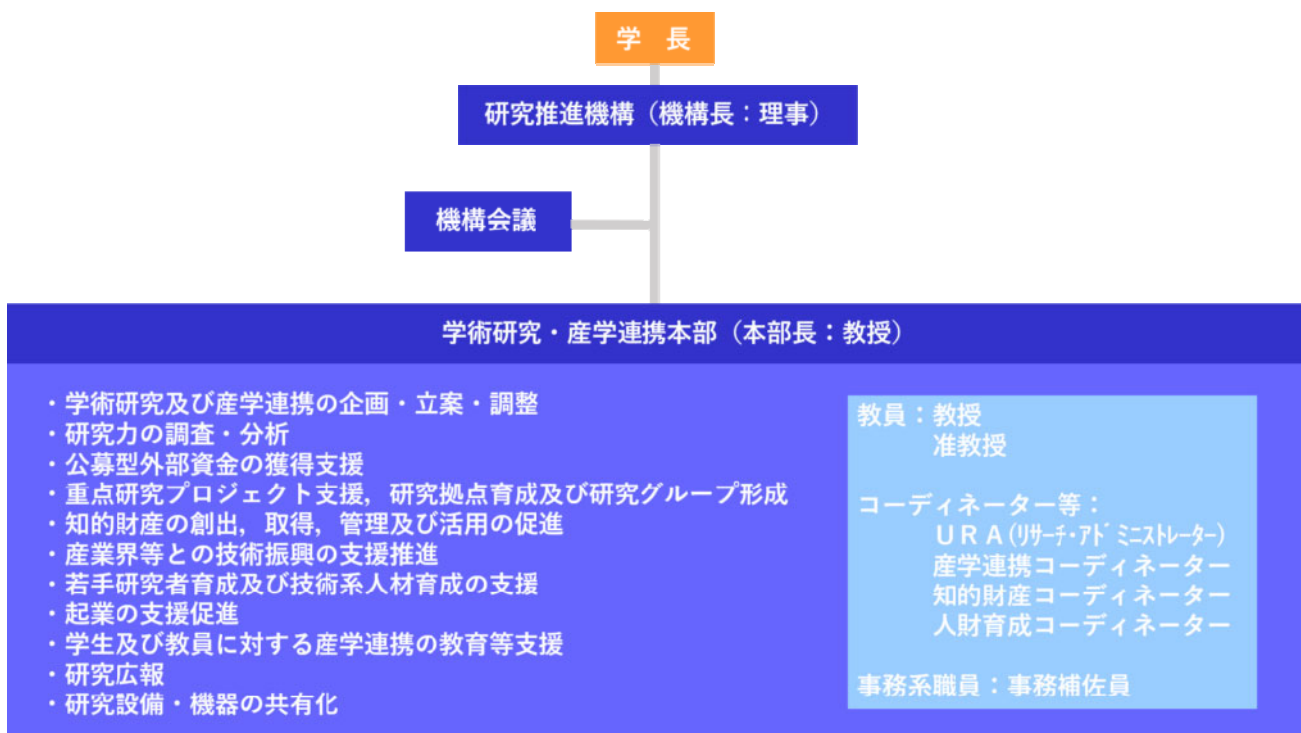 学　長
研究推進機構（機構長：理事）
機構会議
学術研究・産学連携本部（本部長：教授）
・学術研究及び産学連携の企画・立案・調整
・研究力の調査・分析
・公募型外部資金の獲得支援
・重点研究プロジェクト支援，研究拠点育成及び研究グループ形成
・知的財産の創出，取得，管理及び活用の促進
・産業界等との技術振興の支援推進
・若手研究者育成及び技術系人材育成の支援
・起業の支援促進
・学生及び教員に対する産学連携の教育等支援
・研究広報
・研究設備・機器の共有化
教員：教授
准教授
コーディネーター等：
ＵＲＡ(ﾘｻｰﾁ・ｱﾄﾞﾐﾆｽﾄﾚｰﾀｰ)
産学連携コーディネーター
知的財産コーディネーター
人財育成コーディネーター
事務系職員：事務補佐員